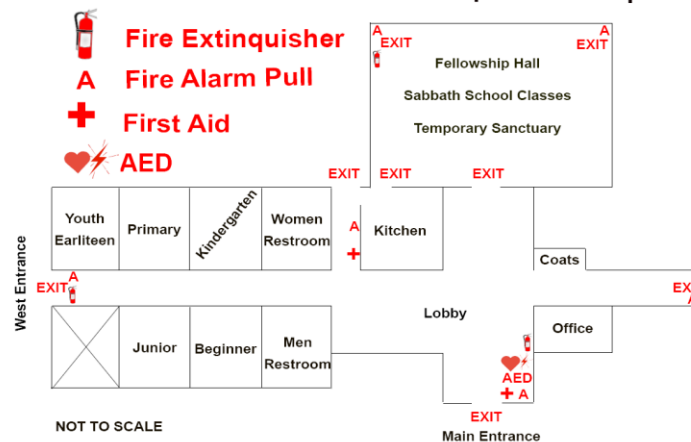 Fire Extinquisher
A Fire Alarm Pull
First Aid
AED
A
EXIT
A
EXIT
Fellowship Hall
Sabbath School Classes
Temporary Sanctuary
EXIT
EXIT
EXIT
Youth
Earliteen
Primary
Kindergarten
Women
Restroom
A
Kitchen
West Entrance
A
EXIT
Coats
Lobby
Office
A
Junior
Beginner
Men
Restroom
AED
A
EXIT
Main Entrance
NOT TO SCALE